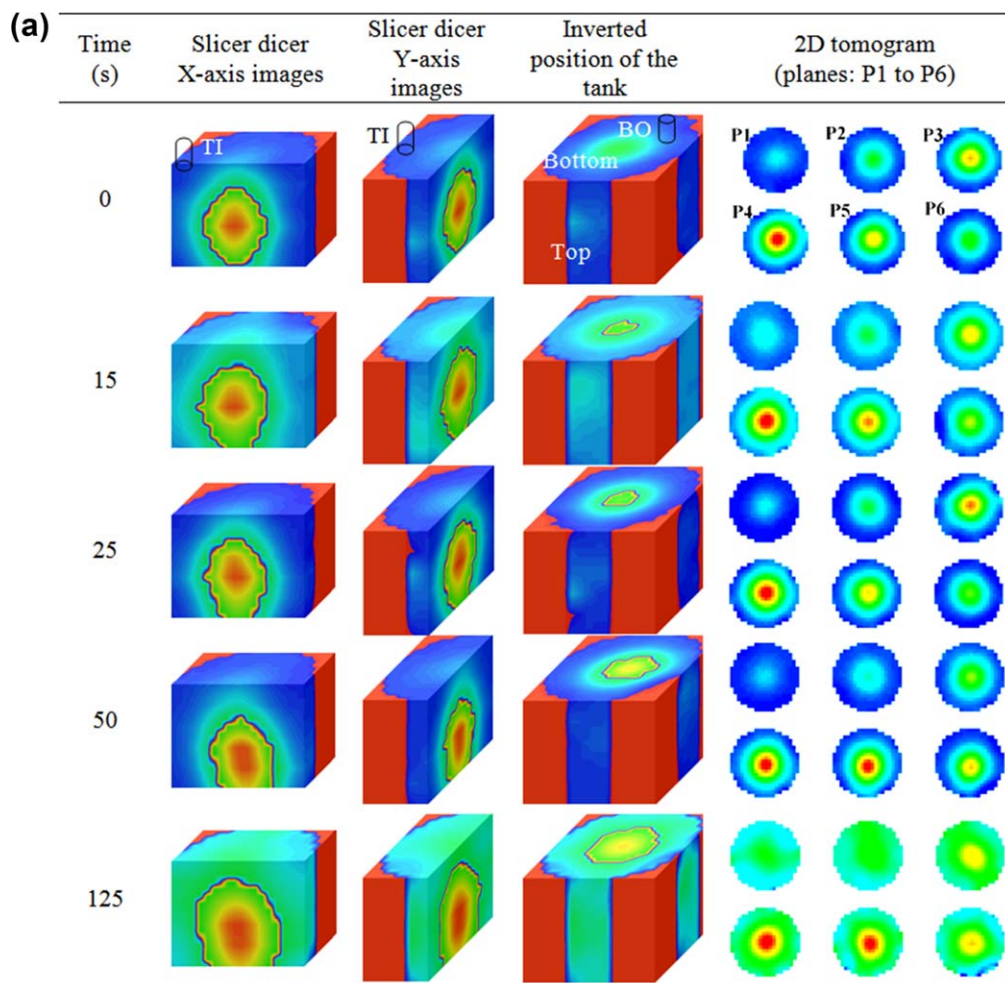 (a)
Time
(s)
Slicer dicer
X-axis images
Slicer dicer
Y-axis
images
Inverted
position of the
tank
2D tomogram
(planes: P1 to P6)
0
TI
TI
BO
Bottom
Top
P1
P2
P3
P4
P5
P6
15
25
50
125